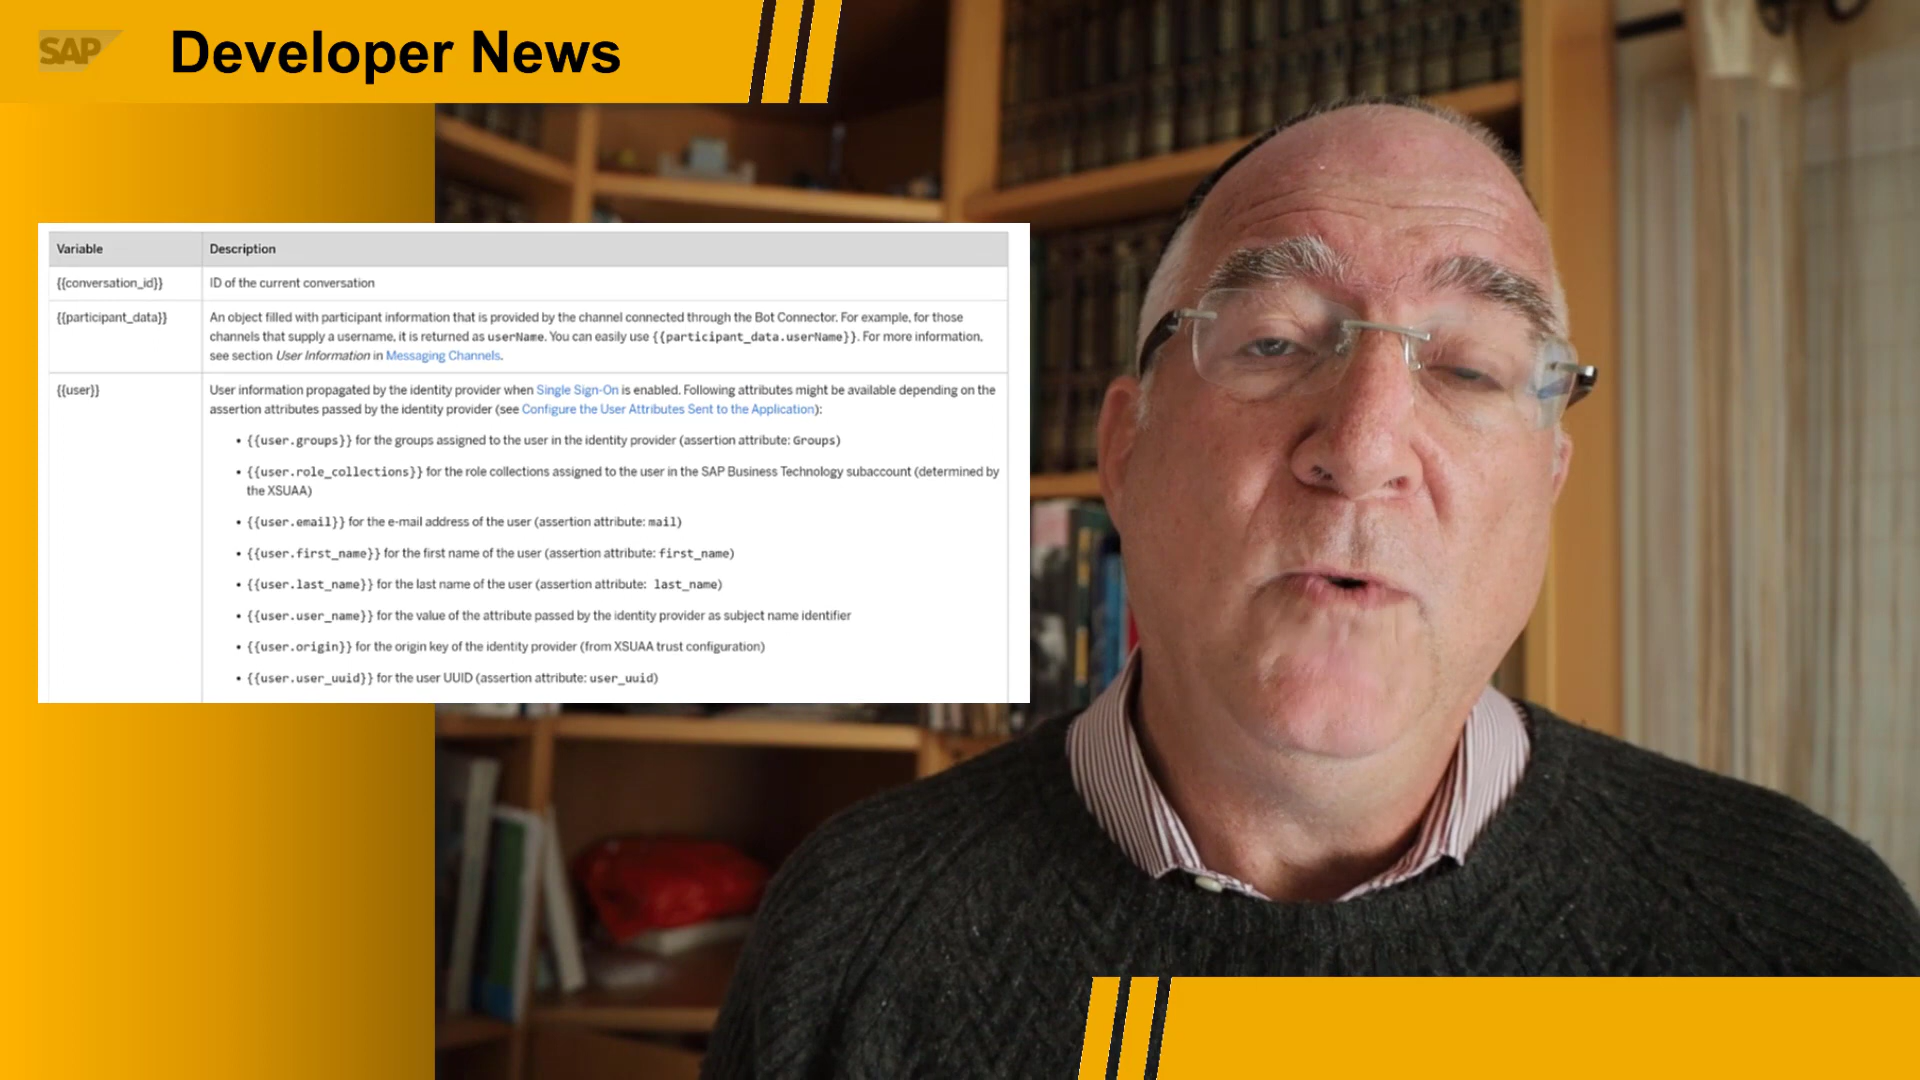 SAP
Developer News
Variable Description
{{conversation_id}} ID of the current conversation
{{participant_data}} An object filled with participant information that is provided by the channel connected through the Bot Connector. For example, for those
channels that supply a username, it is returned as userName. You can easily use {{participant_data.userName}}. For more information,
see section User Information in Messaging Channels.
{{user}} User information propagated by the identity provider when Single Sign-On is enabled. Following attributes might be available depending on the
assertion attributes passed by the identity provider (see Configure the User Attributes Sent to the Application):
• {{user.groups}} for the groups assigned to the user in the identity provider (assertion attribute: Groups)
• {{user.role_collections}} for the role collections assigned to the user in the SAP Business Technology subaccount (determined by
the XSUAA)
• {{user.email}} for the e-mail address of the user (assertion attribute: mail)
• {{user.first_name}} for the first name of the user (assertion attribute: first_name)
• {{user.last_name}} for the last name of the user (assertion attribute: last_name)
• {{user.user_name}} for the value of the attribute passed by the identity provider as subject name identifier
• {{user.origin}} for the origin key of the identity provider (from XSUAA trust configuration)
• {{user.user_uuid}} for the user UUID (assertion attribute: user_uuid)